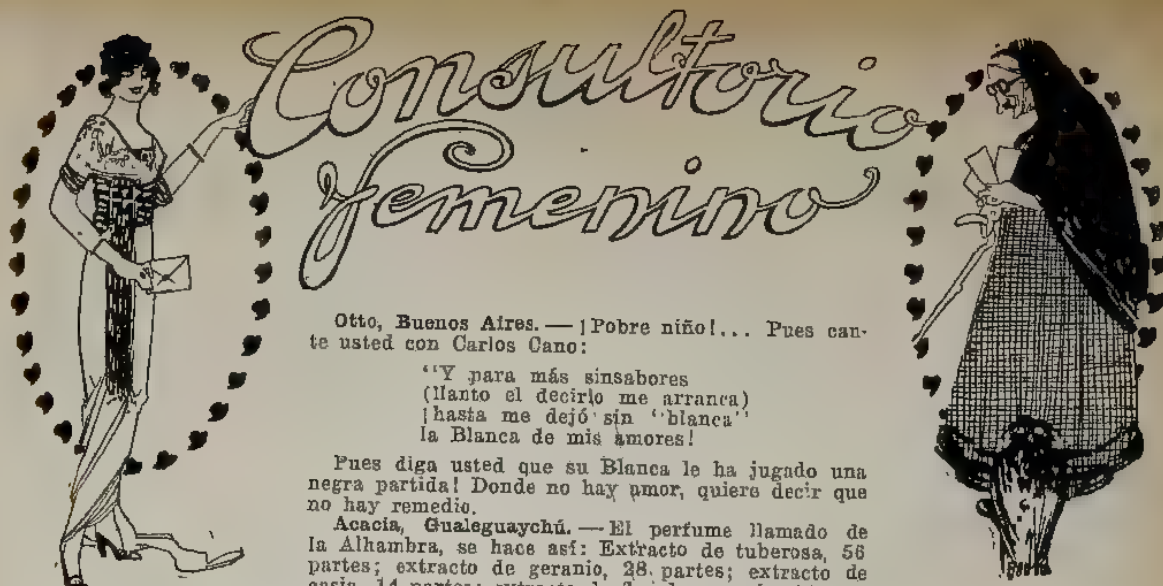 Consultorio
femenino
Otto, Buenos Aires. — ¡Pobre niño!... Pues can-
te usted con Carlos Cano:
"Y para más sinsabores
(llanto el decirlo me arranca)
¡hasta me dejó sin "blanca"
la Blanca de mis amores!
Pues diga usted que su Blanca le ha jugado una
negra partida! Donde no hay amor, quiere decir que
no hay remedio.
Acacia, Gualeguaychú. — El perfume llamado de
la Alhambra, se hace así: Extracto de tuberosa, 56
partes; extracto de geranio, 28 partes; extracto de